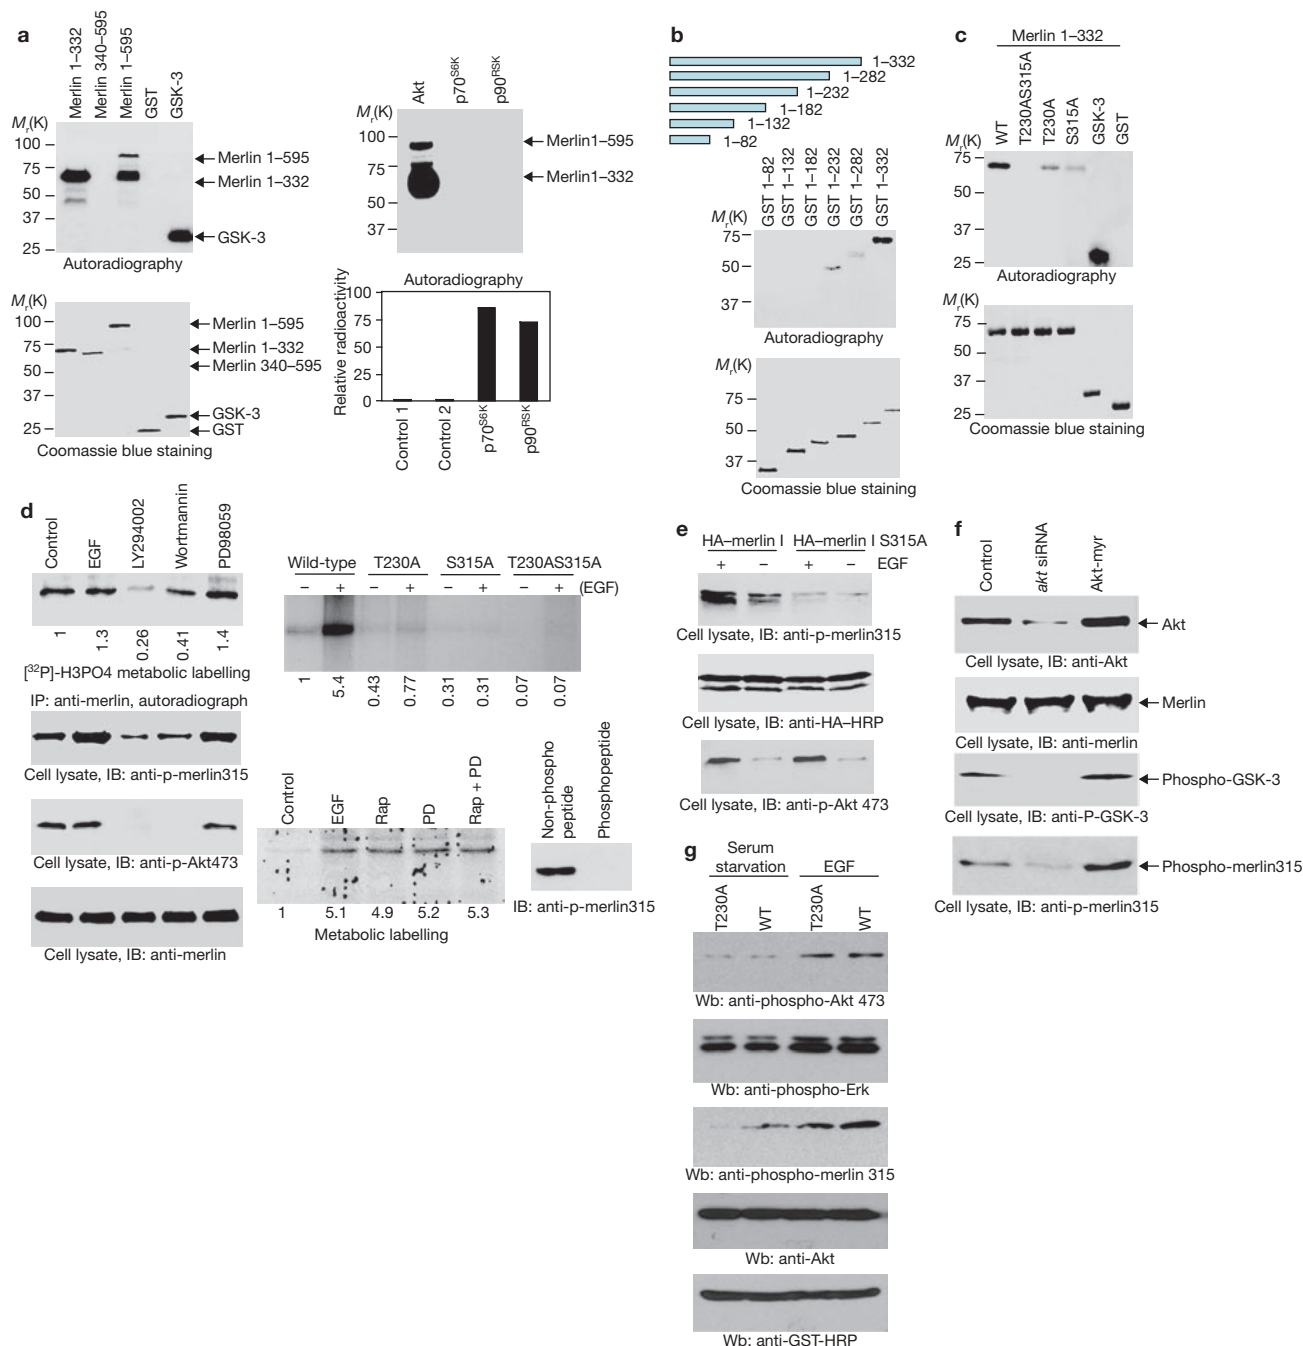 a
Merlin 1–332
Merlin 340–595
Merlin 1–595
GST
GSK-3
Mr(K)
100
75
50
37
25
Merlin 1–595
Merlin 1–332
GSK-3
Autoradiography
Mr(K)
100
75
50
37
25
Merlin 1–595
Merlin 1–332
Merlin 340–595
GSK-3
GST
Coomassie blue staining
Akt
p70S6K
p90RSK
Mr(K)
100
75
50
37
Merlin1–595
Merlin1–332
Autoradiography
Relative radioactivity
100
75
50
25
0
Control 1
Control 2
p70S6K
p90RSK
b
1–332
1–282
1–232
1–182
1–132
1–82
GST 1–82
GST 1–132
GST 1–182
GST 1–232
GST 1–282
GST 1–332
Mr(K)
75
50
37
Autoradiography
Mr(K)
75
50
37
Coomassie blue staining
c
Merlin 1–332
WT
T230AS315A
T230A
S315A
GSK-3
GST
Mr(K)
75
50
37
25
Autoradiography
Mr(K)
75
50
37
25
Coomassie blue staining
d
Control
EGF
LY294002
Wortmannin
PD98059
1
1.3
0.26
0.41
1.4
[32P]-H3PO4 metabolic labelling
IP: anti-merlin, autoradiograph
Cell lysate, IB: anti-p-merlin315
Cell lysate, IB: anti-p-Akt473
Cell lysate, IB: anti-merlin
Wild-type T230A S315A T230AS315A
– + – + – + – + (EGF)
1
5.4
0.43
0.77
0.31
0.31
0.07
0.07
Control
EGF
Rap
PD
Rap + PD
1 5.1 4.9 5.2 5.3
Metabolic labelling
Non-phospho
peptide
Phosphopeptide
IB: anti-p-merlin315
e
HA–merlin I HA–merlin I S315A
+ – + – EGF
Cell lysate, IB: anti-p-merlin315
Cell lysate, IB: anti-HA–HRP
Cell lysate, IB: anti-p-Akt 473
f
Control
akt siRNA
Akt-myr
Akt
Cell lysate, IB: anti-Akt
Merlin
Cell lysate, IB: anti-merlin
Phospho-GSK-3
Cell lysate, IB: anti-P-GSK-3
Phospho-merlin315
Cell lysate, IB: anti-p-merlin315
g
Serum
starvation
EGF
T230A
WT
T230A
WT
Wb: anti-phospho-Akt 473
Wb: anti-phospho-Erk
Wb: anti-phospho-merlin 315
Wb: anti-Akt
Wb: anti-GST-HRP